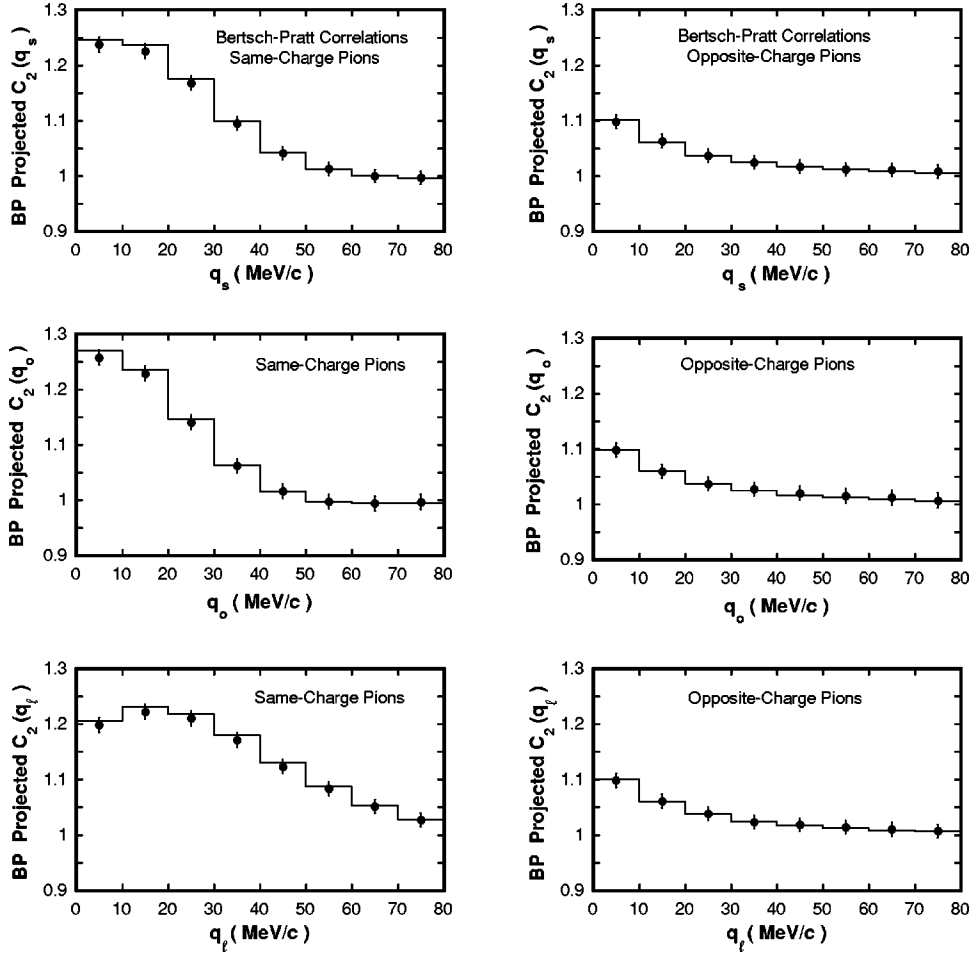 BP Projected C2(qs)
1.3
1.2
1.1
1
0.9
Bertsch-Pratt Correlations
Same-Charge Pions
0 10 20 30 40 50 60 70 80
qs ( MeV/c )
BP Projected C2(qs)
1.3
1.2
1.1
1
0.9
Bertsch-Pratt Correlations
Opposite-Charge Pions
0 10 20 30 40 50 60 70 80
qs ( MeV/c )
BP Projected C2(qo)
1.3
1.2
1.1
1
0.9
Same-Charge Pions
0 10 20 30 40 50 60 70 80
qo ( MeV/c )
BP Projected C2(qo)
1.3
1.2
1.1
1
0.9
Opposite-Charge Pions
0 10 20 30 40 50 60 70 80
qo ( MeV/c )
BP Projected C2(qℓ)
1.3
1.2
1.1
1
0.9
Same-Charge Pions
0 10 20 30 40 50 60 70 80
qℓ ( MeV/c )
BP Projected C2(qℓ)
1.3
1.2
1.1
1
0.9
Opposite-Charge Pions
0 10 20 30 40 50 60 70 80
qℓ ( MeV/c )